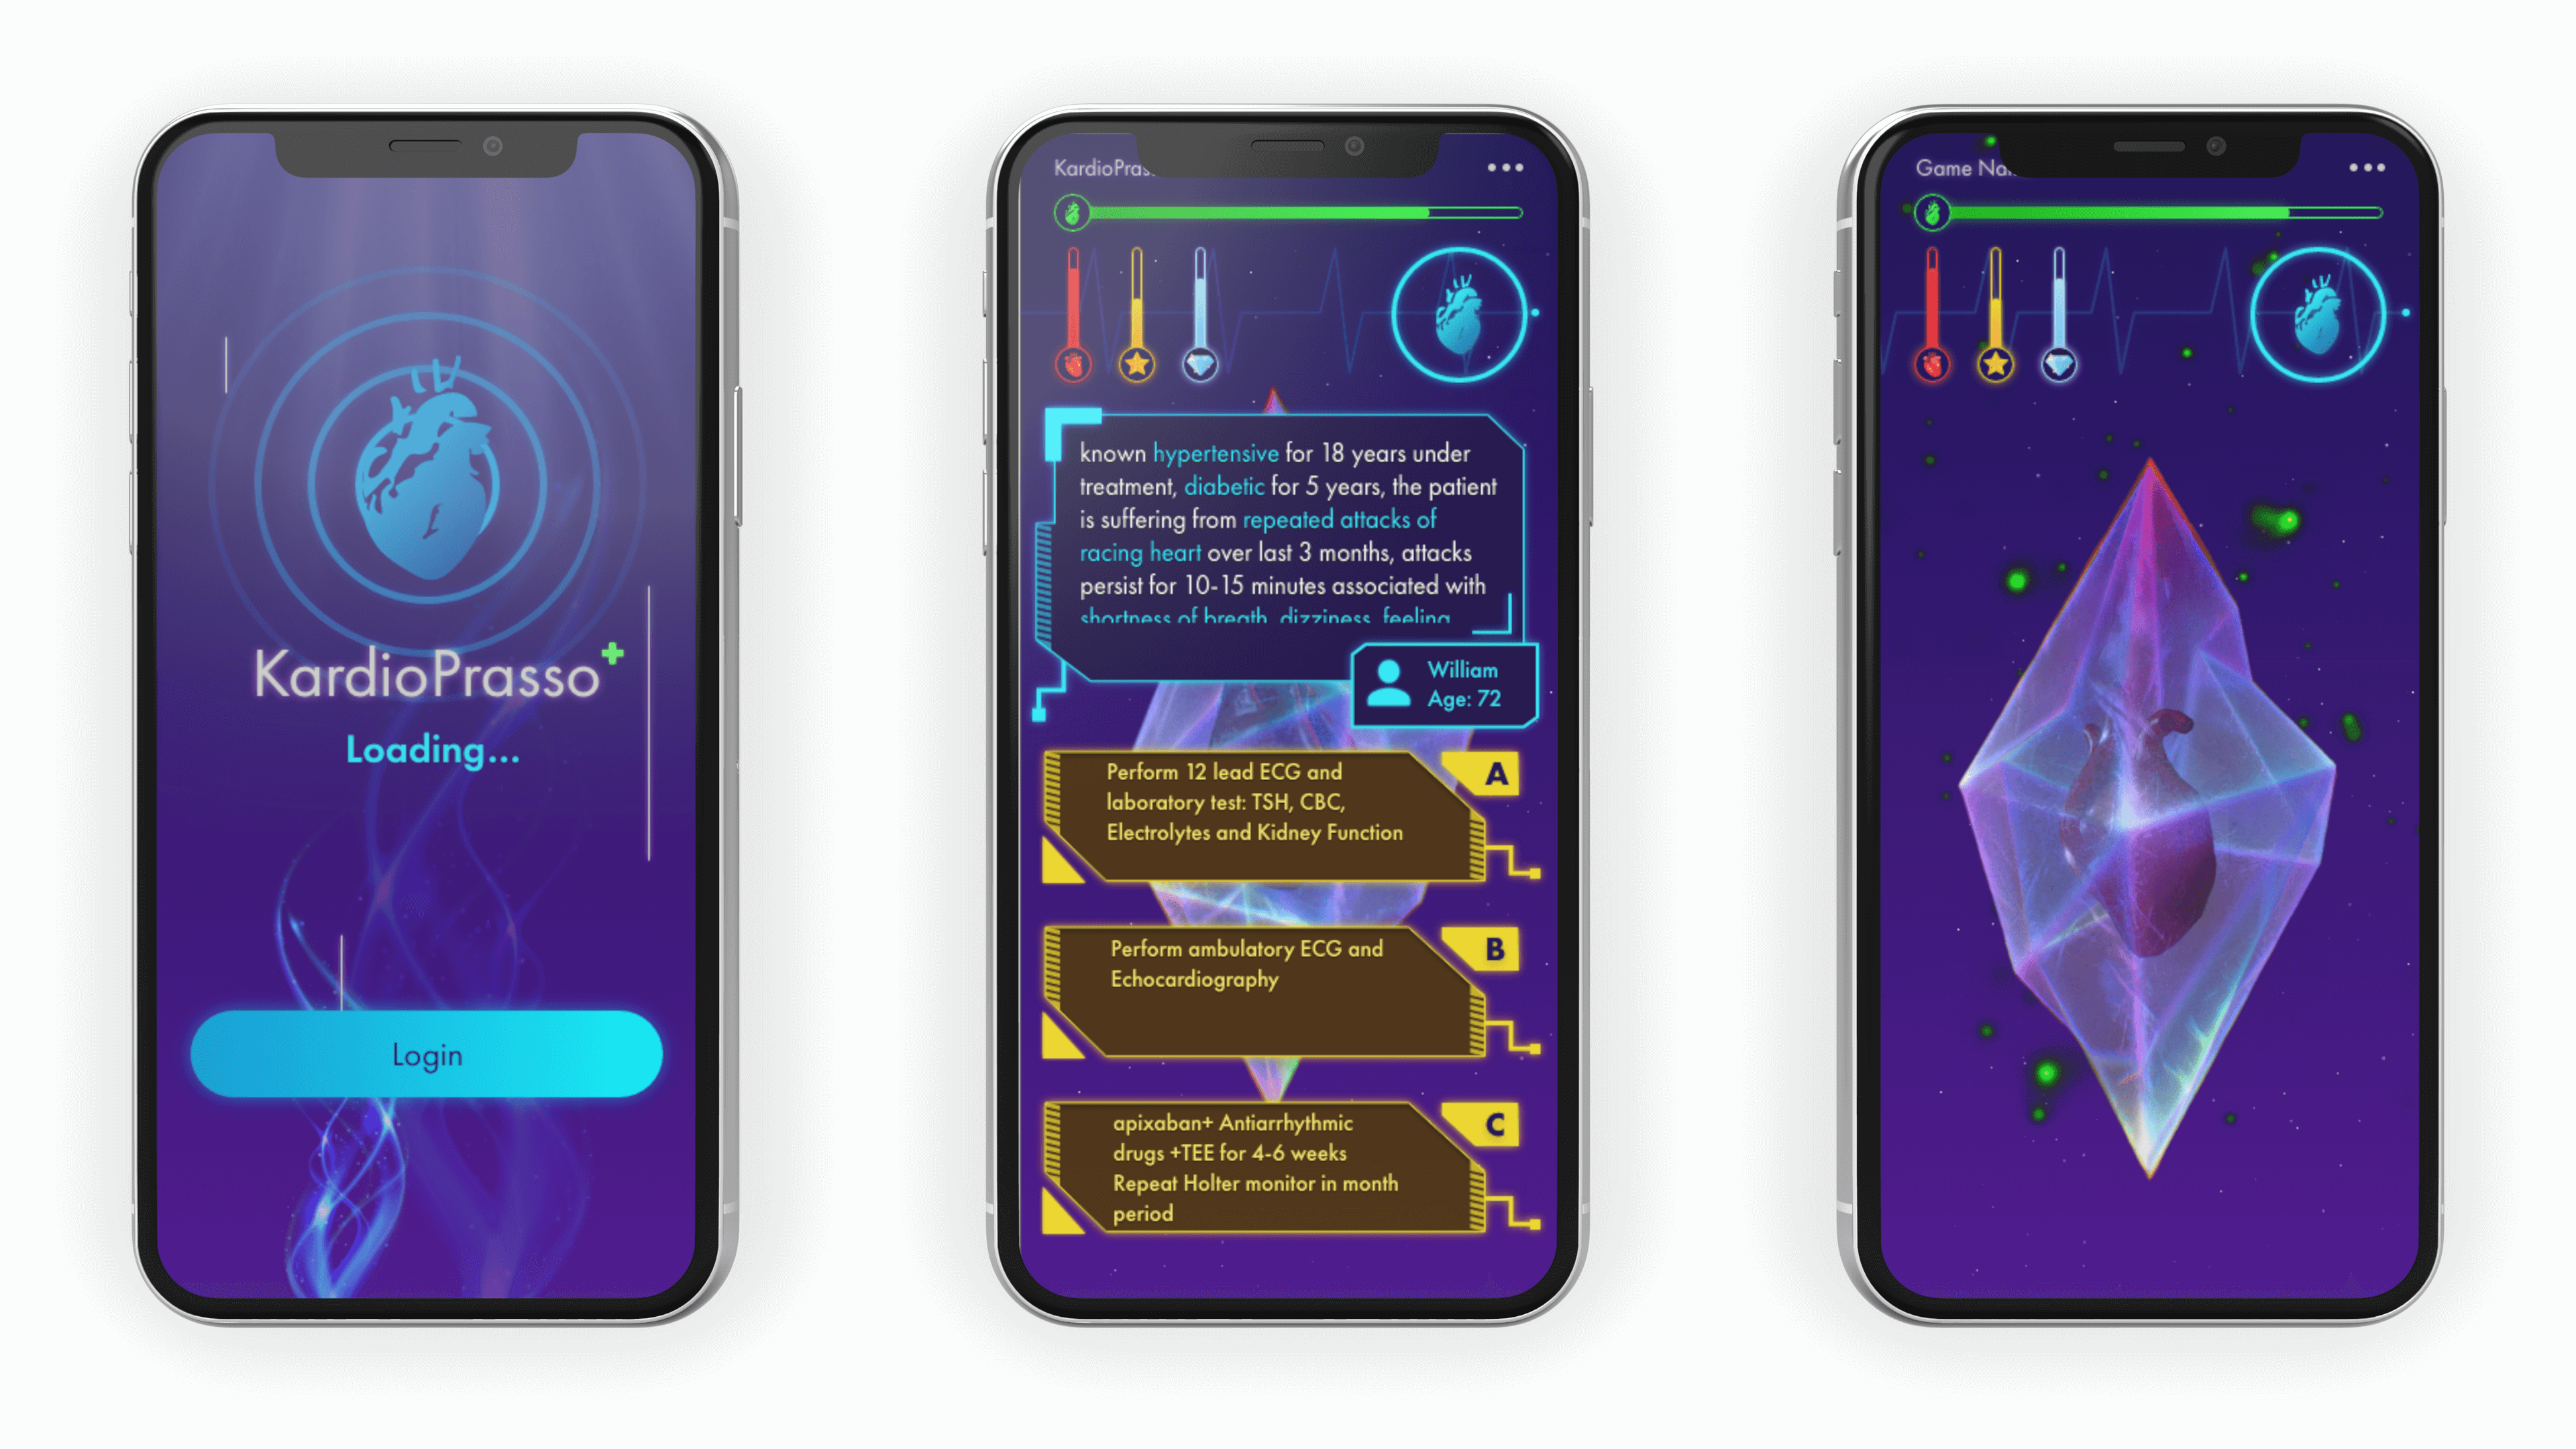 KardioPrasso
Loading...
Login
known hypertensive for 18 years under
treatment, diabetic for 5 years, the patient
is suffering from repeated attacks of
racing heart over last 3 months, attacks
persist for 10-15 minutes associated with
shortness of breath, dizziness, feeling
William
Age: 72
A
Perform 12 lead ECG and
laboratory test: TSH, CBC,
Electrolytes and Kidney Function
B
Perform ambulatory ECG and
Echocardiography
C
apixaban+ Antiarrhythmic
drugs +TEE for 4-6 weeks
Repeat Holter monitor in month
period
Game